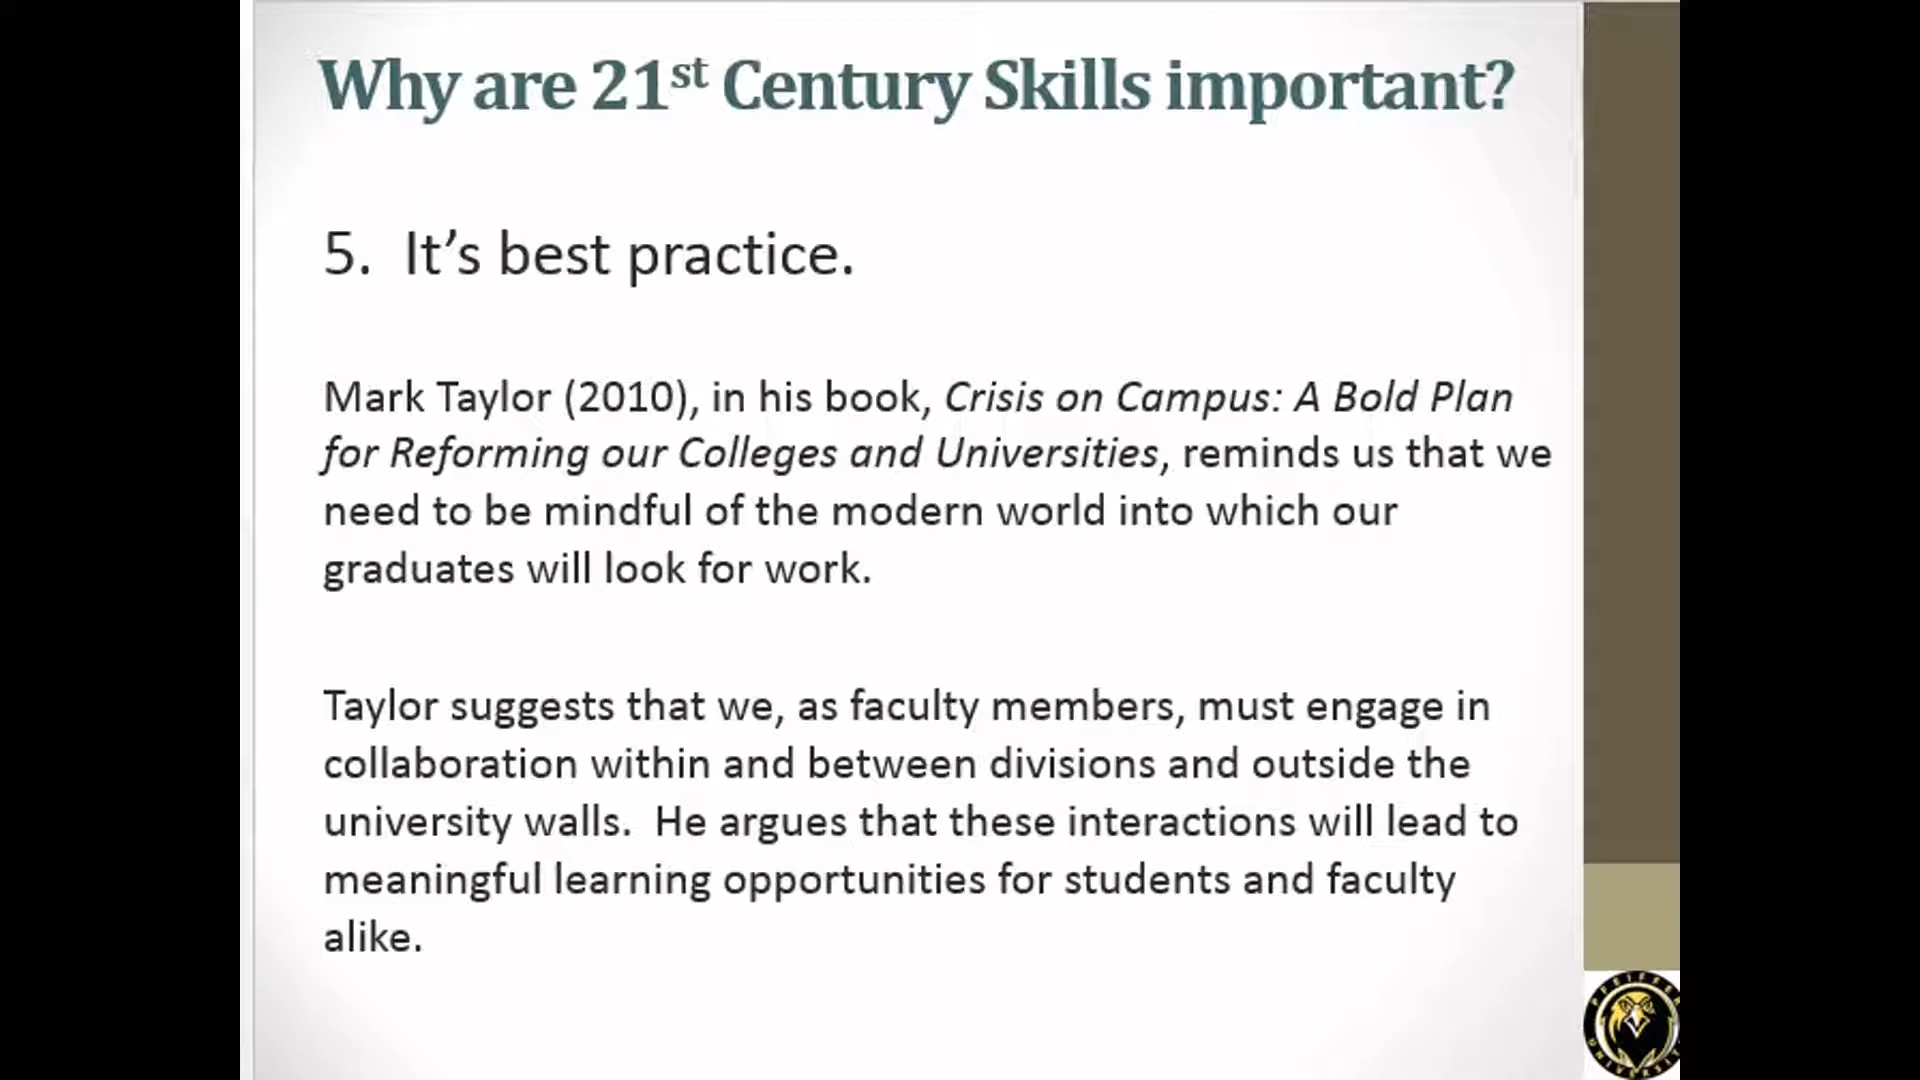 Why are 21st Century Skills important?
5. It's best practice.
Mark Taylor (2010), in his book, Crisis on Campus: A Bold Plan
for Reforming our Colleges and Universities, reminds us that we
need to be mindful of the modern world into which our
graduates will look for work.
Taylor suggests that we, as faculty members, must engage in
collaboration within and between divisions and outside the
university walls. He argues that these interactions will lead to
meaningful learning opportunities for students and faculty
alike.